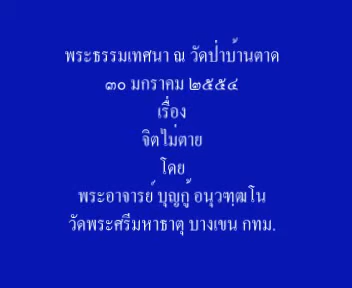 พระธรรมเทศนา ณ วัดป่าบ้านตาด
๓๐ มกราคม ๒๕๕๔
เรื่อง
จิตไม่ตาย
โดย
พระอาจารย์ บุญกู้ อนุวฑฺฒโน
วัดพระศรีมหาธาตุ บางเขน กทม.